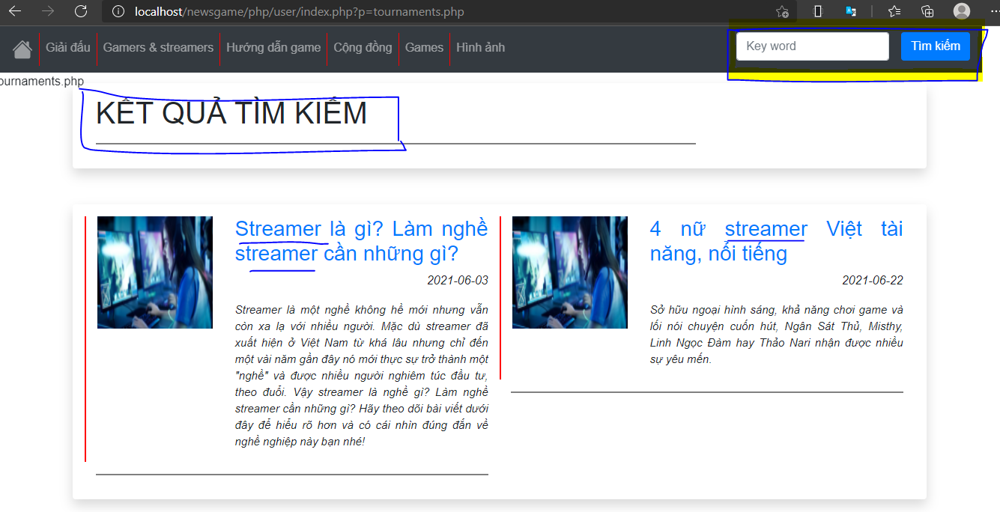 localhost/newsgame/php/user/index.php?p=tournaments.php
Giải đấu Gamers & streamers Hướng dẫn game Cộng đồng Games Hình ảnh Key word Tìm kiếm
ournaments.php
KẾT QUẢ TÌM KIẾM
Streamer là gì? Làm nghề
streamer cần những gì?
2021-06-03
Streamer là một nghề không hề mới nhưng vẫn
còn xa lạ với nhiều người. Mặc dù streamer đã
xuất hiện ở Việt Nam từ khá lâu nhưng chỉ đến
một vài năm gần đây nó mới thực sự trở thành một
"nghề" và được nhiều người nghiêm túc đầu tư,
theo đuổi. Vậy streamer là nghề gì? Làm nghề
streamer cần những gì? Hãy theo dõi bài viết dưới
đây để hiểu rõ hơn và có cái nhìn đúng đắn về
nghề nghiệp này bạn nhé!
4 nữ streamer Việt tài
năng, nổi tiếng
2021-06-22
Sở hữu ngoại hình sáng, khả năng chơi game và
lối nói chuyện cuốn hút, Ngân Sát Thủ, Misthy,
Linh Ngọc Đàm hay Thảo Nari nhận được nhiều
sự yêu mến.